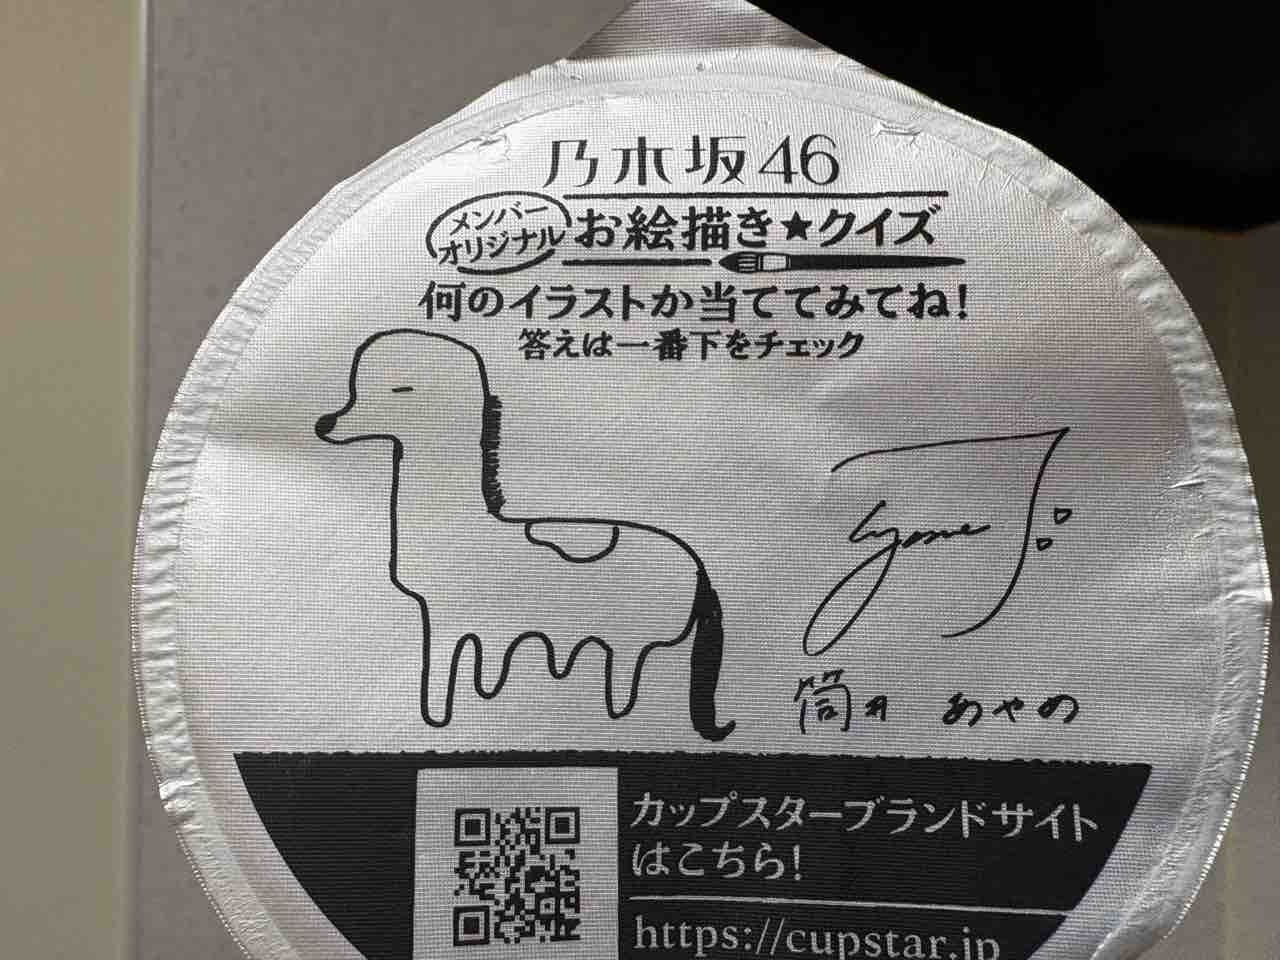 乃木坂46
メンバー
オリジナル
お絵描き★クイズ
何のイラストか当ててみてね!
答えは一番下をチェック
筒井 あやめ
カップスターブランドサイト
はこちら!
https://cupstar.jp